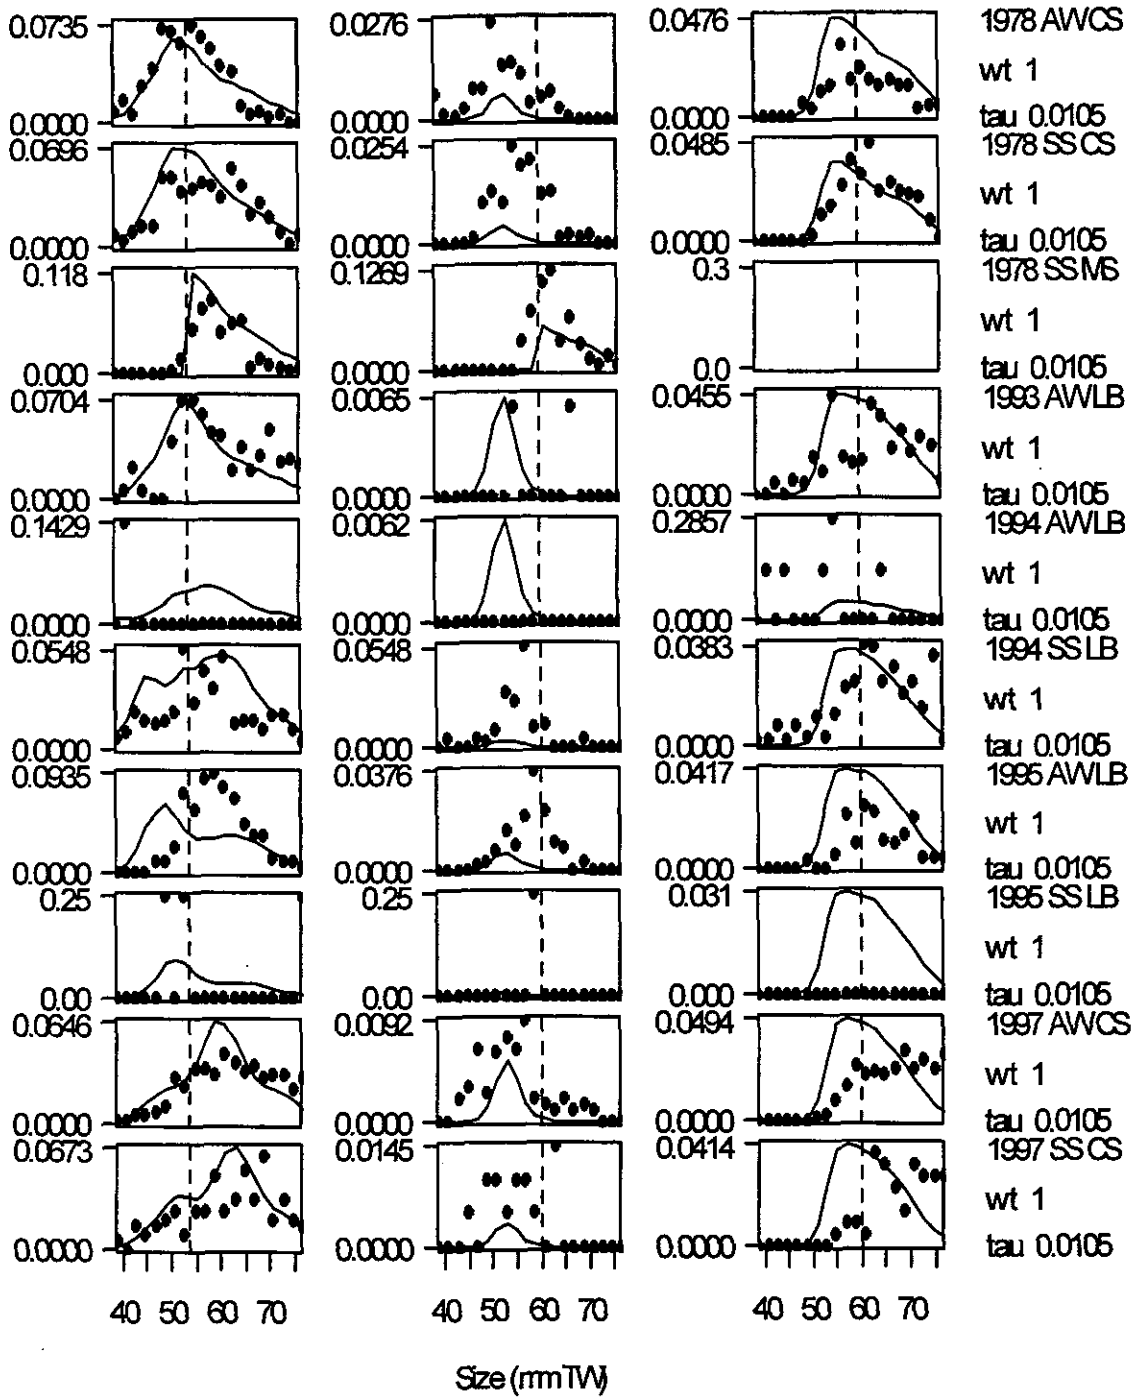 0.0735 0.0276 0.0476 1978 AWCS
wt 1
0.0000 0.0000 0.0000 tau 0.0105
0.0696 0.0254 0.0485 1978 SS CS
wt 1
0.0000 0.0000 0.0000 tau 0.0105
0.118 0.1269 0.3 1978 SS MS
wt 1
0.000 0.0000 0.0 tau 0.0105
0.0704 0.0065 0.0455 1993 AWLB
wt 1
0.0000 0.0000 0.0000 tau 0.0105
0.1429 0.0062 0.2857 1994 AWLB
wt 1
0.0000 0.0000 0.0000 tau 0.0105
0.0548 0.0548 0.0383 1994 SS LB
wt 1
0.0000 0.0000 0.0000 tau 0.0105
0.0935 0.0376 0.0417 1995 AWLB
wt 1
0.0000 0.0000 0.0000 tau 0.0105
0.25 0.25 0.031 1995 SS LB
wt 1
0.00 0.00 0.000 tau 0.0105
0.0646 0.0092 0.0494 1997 AWCS
wt 1
0.0000 0.0000 0.0000 tau 0.0105
0.0673 0.0145 0.0414 1997 SS CS
wt 1
0.0000 0.0000 0.0000 tau 0.0105
40 50 60 70 40 50 60 70 40 50 60 70
Size (mm TW)